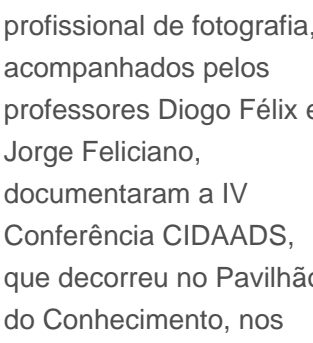 profissional de fotografia,
acompanhados pelos
professores Diogo Félix e
Jorge Feliciano,
documentaram a IV
Conferência CIDAADS,
que decorreu no Pavilhão
do Conhecimento, nos